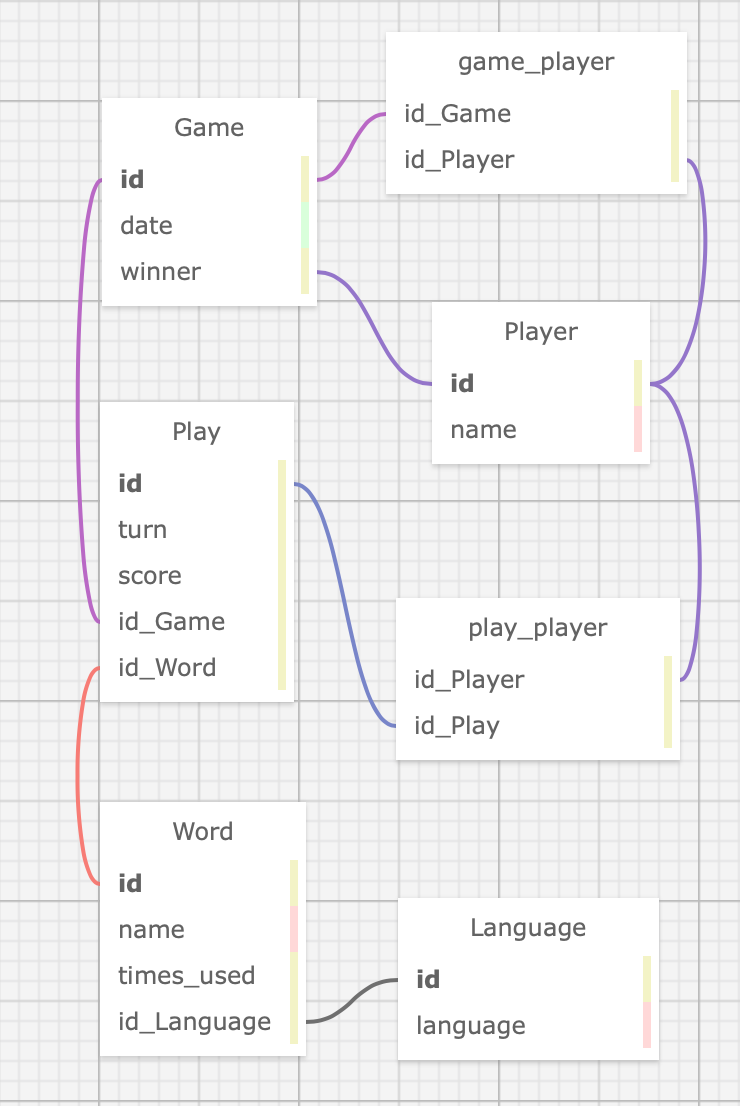 game_player
id_Game
id_Player
Game
id
date
winner
Player
id
name
Play
id
turn
score
id_Game
id_Word
play_player
id_Player
id_Play
Word
id
name
times_used
id_Language
Language
id
language